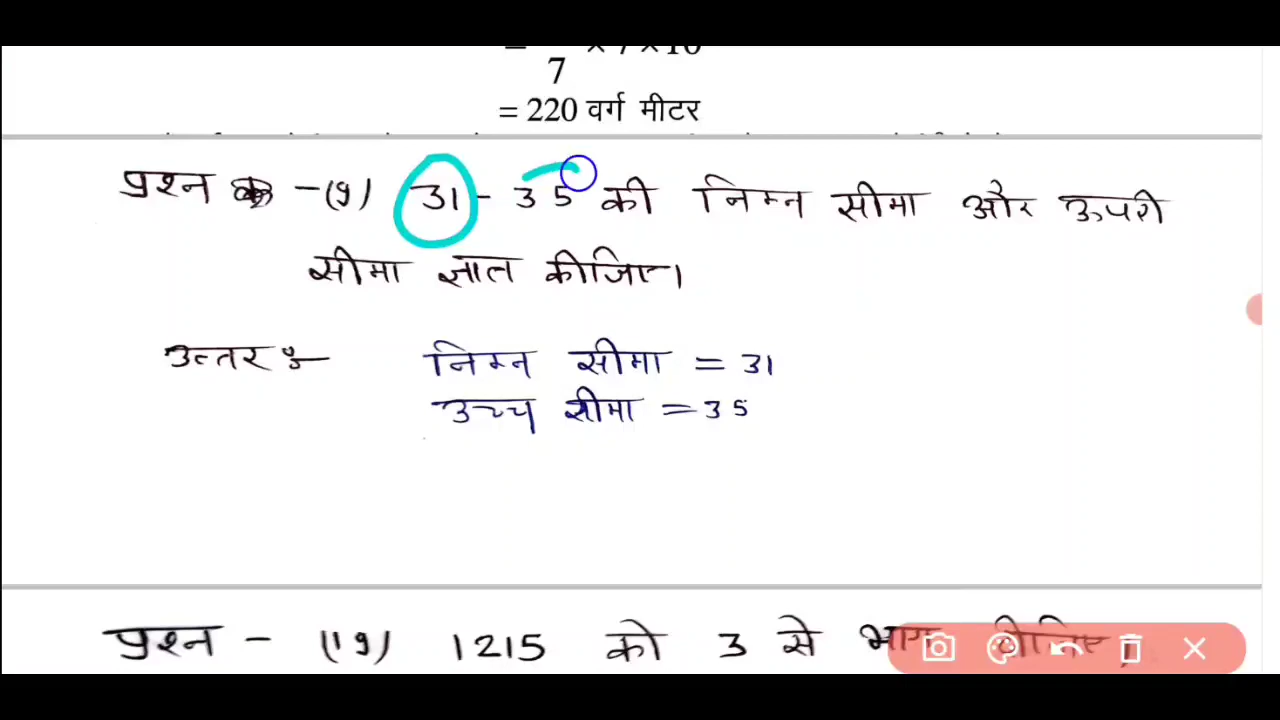 7
= 220 वर्ग मीटर
प्रश्न -(9) 31 - 35 की निम्न सीमा और ऊपरी
सीमा ज्ञात कीजिए।
उत्तर :- निम्न सीमा = 31
उच्च सीमा = 35
प्रश्न - (19) 1215 को 3 से भाग दीजिए।